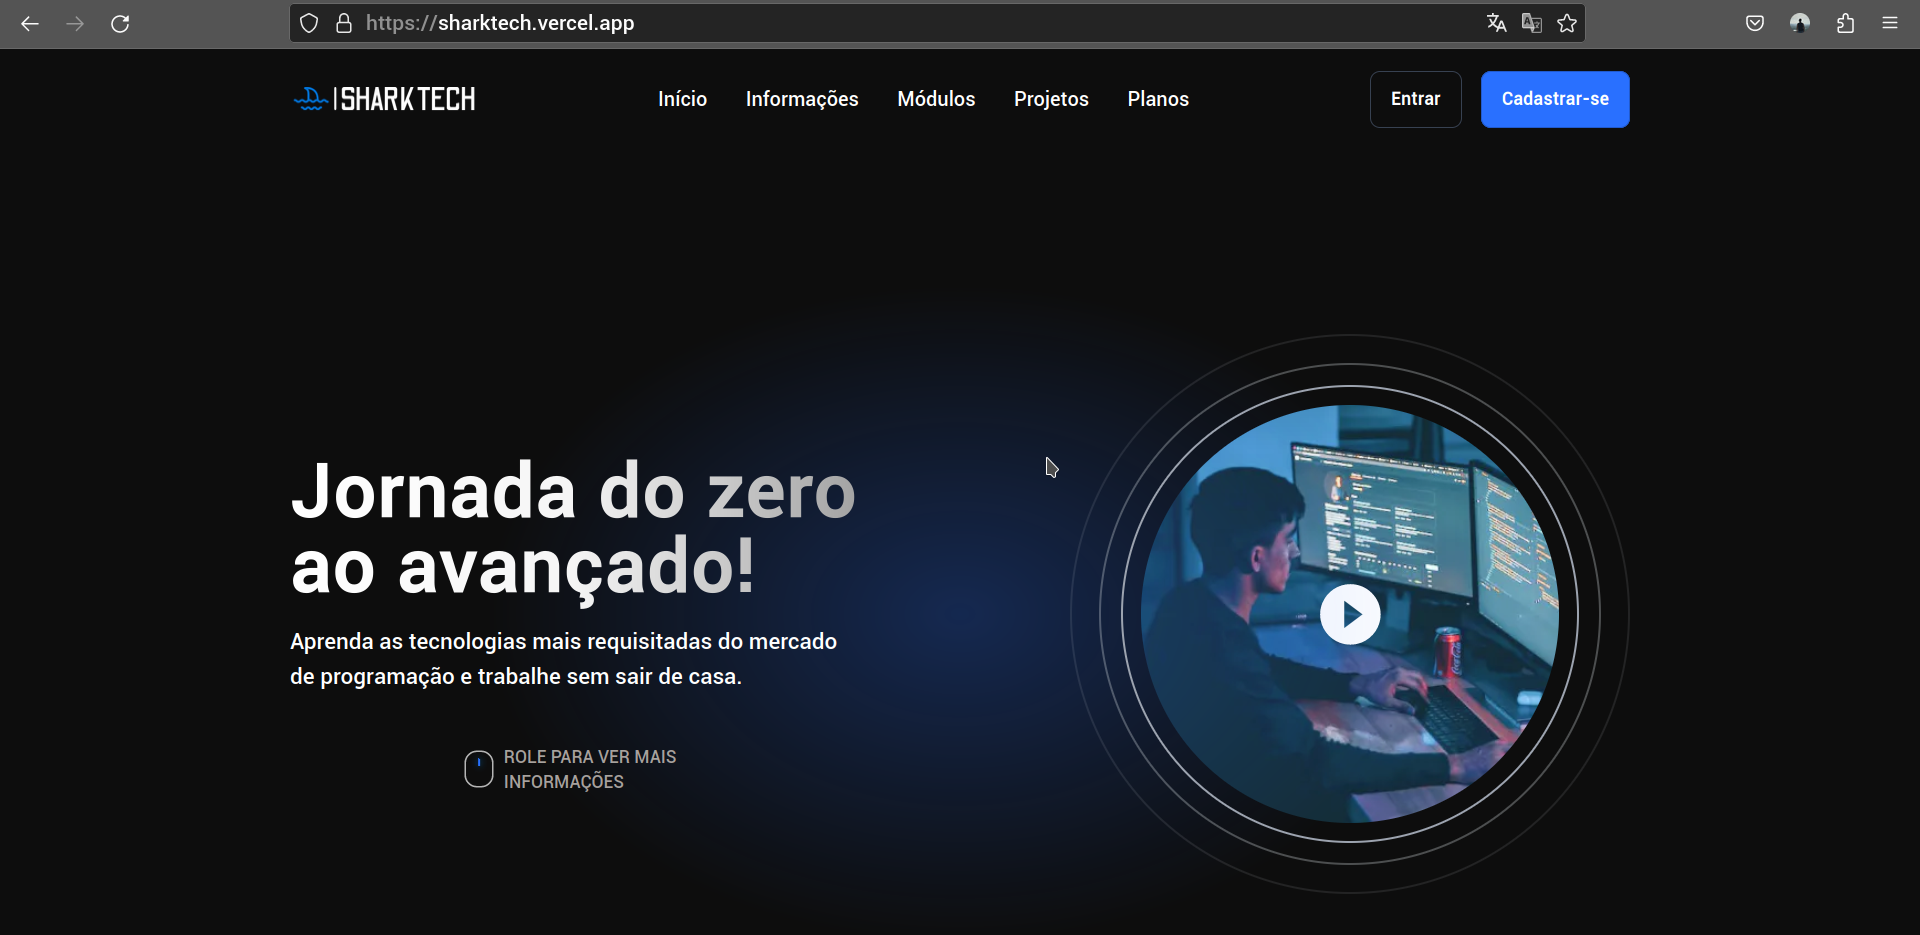 https://sharktech.vercel.app
SHARK TECH
Início
Informações
Módulos
Projetos
Planos
Entrar
Cadastrar-se
Jornada do zero
ao avançado!
Aprenda as tecnologias mais requisitadas do mercado
de programação e trabalhe sem sair de casa.
ROLE PARA VER MAIS
INFORMAÇÕES